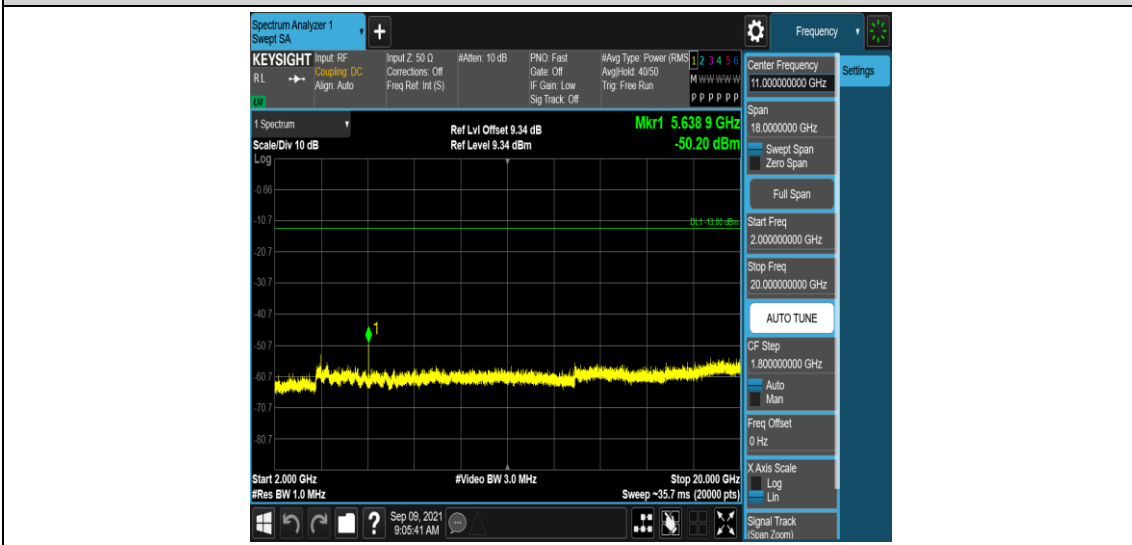 Spectrum Analyzer 1
Swept SA
+
Frequency
KEYSIGHT
RL
LXI
Input: RF
Coupling: DC
Align: Auto
Input Z: 50 Ω
Corrections: Off
Freq Ref: Int (S)
#Atten: 10 dB
PNO: Fast
Gate: Off
IF Gain: Low
Sig Track: Off
#Avg Type: Power (RMS
Avg|Hold: 40/50
Trig: Free Run
1 2 3 4 5 6
M W W W W W
P P P P P P
1 Spectrum
Scale/Div 10 dB
Ref Lvl Offset 9.34 dB
Ref Level 9.34 dBm
Mkr1 5.638 9 GHz
-50.20 dBm
Log
-0.66
-10.7
DL1 -13.00 dBm
-20.7
-30.7
-40.7
1
-50.7
-60.7
-70.7
-80.7
Start 2.000 GHz
#Res BW 1.0 MHz
#Video BW 3.0 MHz
Stop 20.000 GHz
Sweep ~35.7 ms (20000 pts)
?
Sep 09, 2021
9:05:41 AM
Center Frequency
11.000000000 GHz
Settings
Span
18.0000000 GHz
Swept Span
Zero Span
Full Span
Start Freq
2.000000000 GHz
Stop Freq
20.000000000 GHz
AUTO TUNE
CF Step
1.800000000 GHz
Auto
Man
Freq Offset
0 Hz
X Axis Scale
Log
Lin
Signal Track
(Span Zoom)